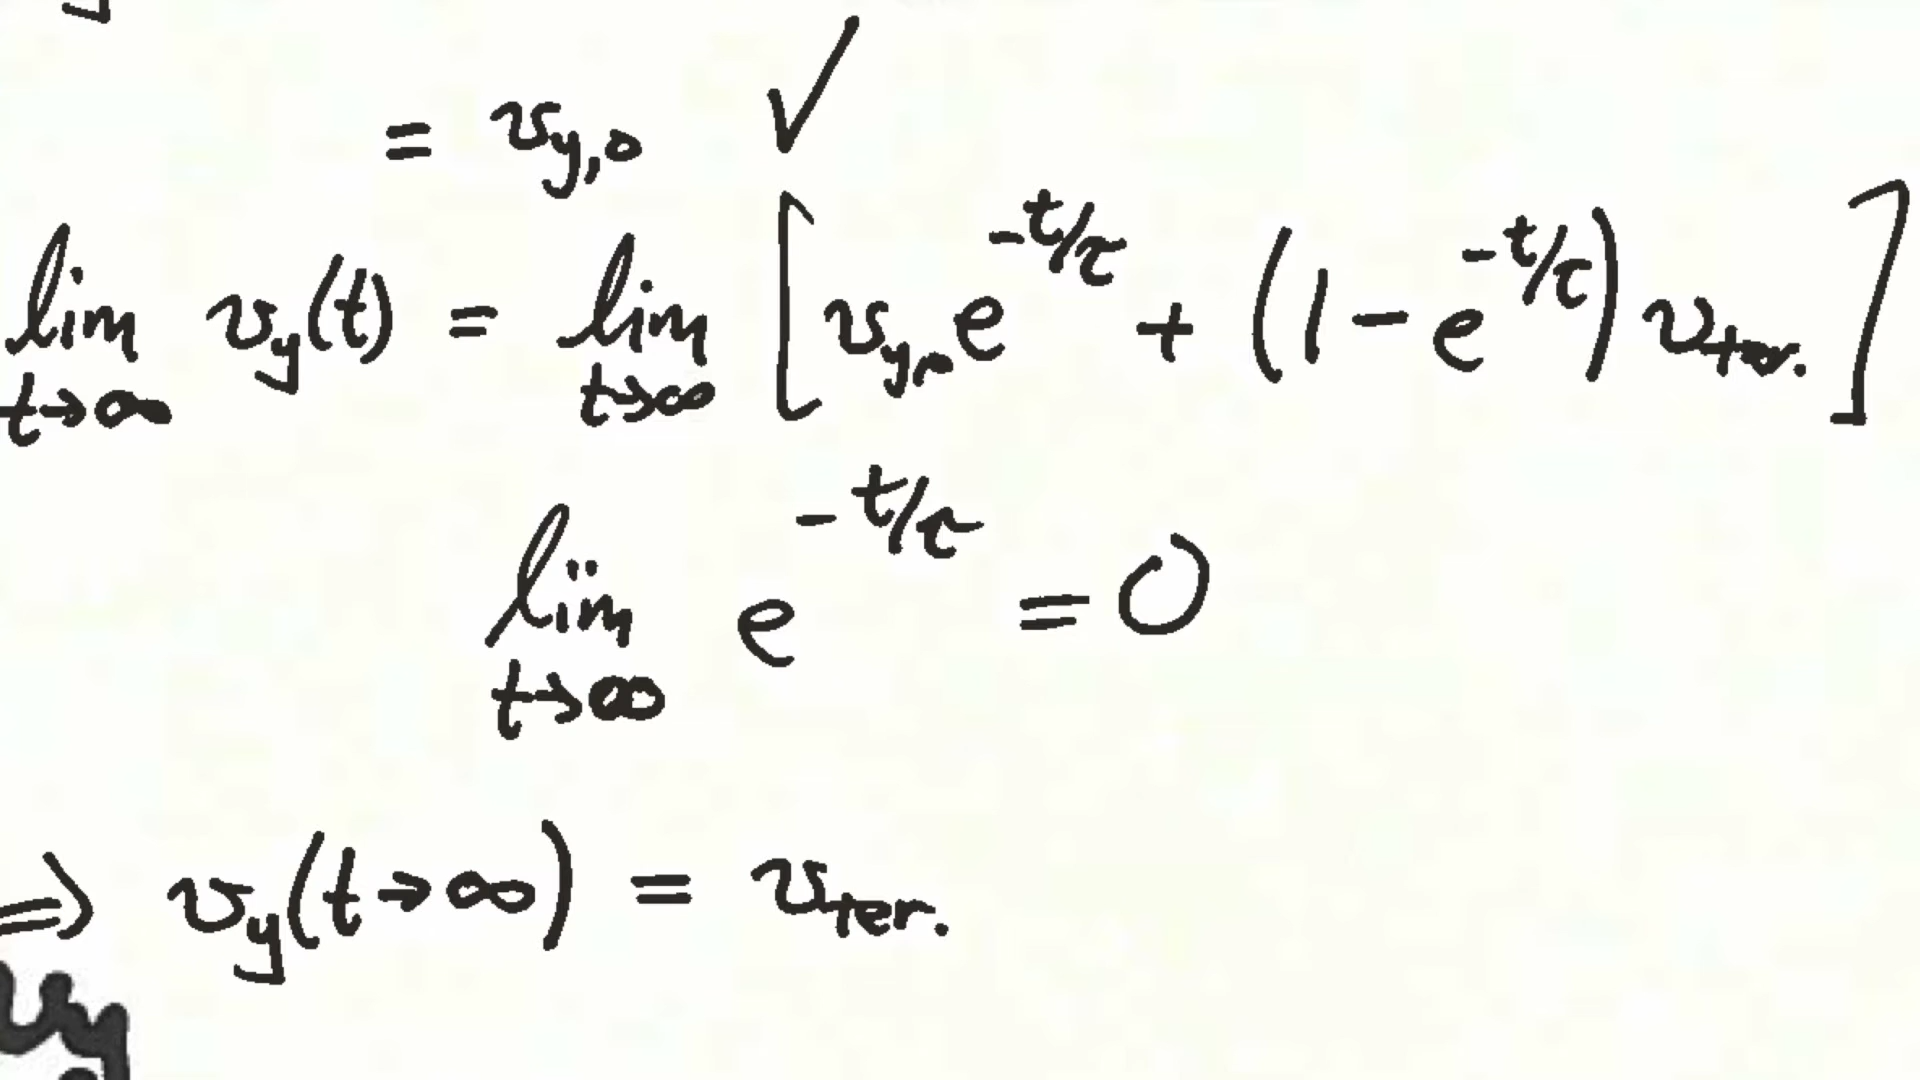 = v_{y,0} ✓
lim_{t→∞} v_y(t) = lim_{t→∞} [v_{y,0} e^{-t/τ} + (1 - e^{-t/τ}) v_{ter.}]
lim_{t→∞} e^{-t/τ} = 0
⇒ v_y(t→∞) = v_{ter.}